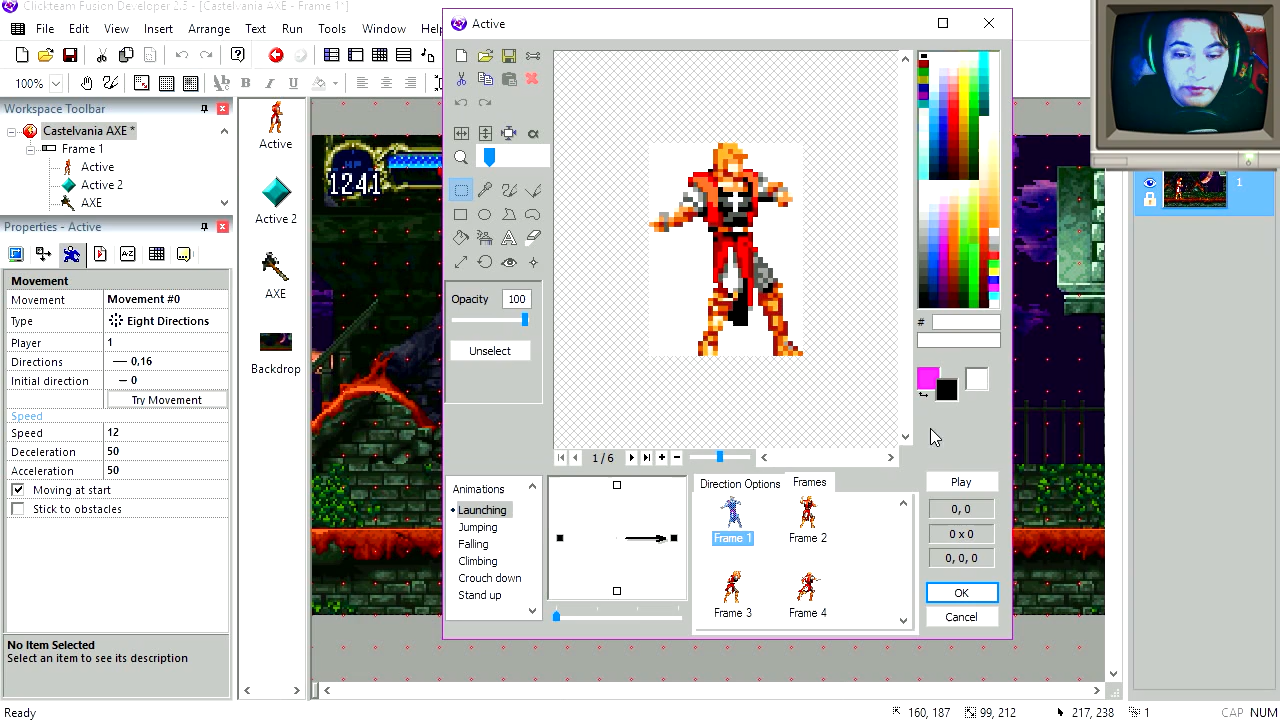 Clickteam Fusion Developer 2.5 - [Castelvania AXE - Frame 1*]
File Edit View Insert Arrange Text Run Tools Window Help
100%
Workspace Toolbar
Castelvania AXE *
Frame 1
Active
Active 2
AXE
Properties - Active
Movement
Movement Movement #0
Type Eight Directions
Player 1
Directions 0,16
Initial direction 0
Try Movement
Speed
Speed 12
Deceleration 50
Acceleration 50
Moving at start
Stick to obstacles
No Item Selected
Select an item to see its description
Active
Active 2
AXE
Backdrop
1241
Active
Opacity 100
Unselect
1 / 6
#
Animations
Launching
Jumping
Falling
Climbing
Crouch down
Stand up
Direction Options Frames
Frame 1 Frame 2
Frame 3 Frame 4
Play
0, 0
0 x 0
0, 0, 0
OK
Cancel
1
Ready 160, 187 99, 212 217, 238 1 CAP NUM